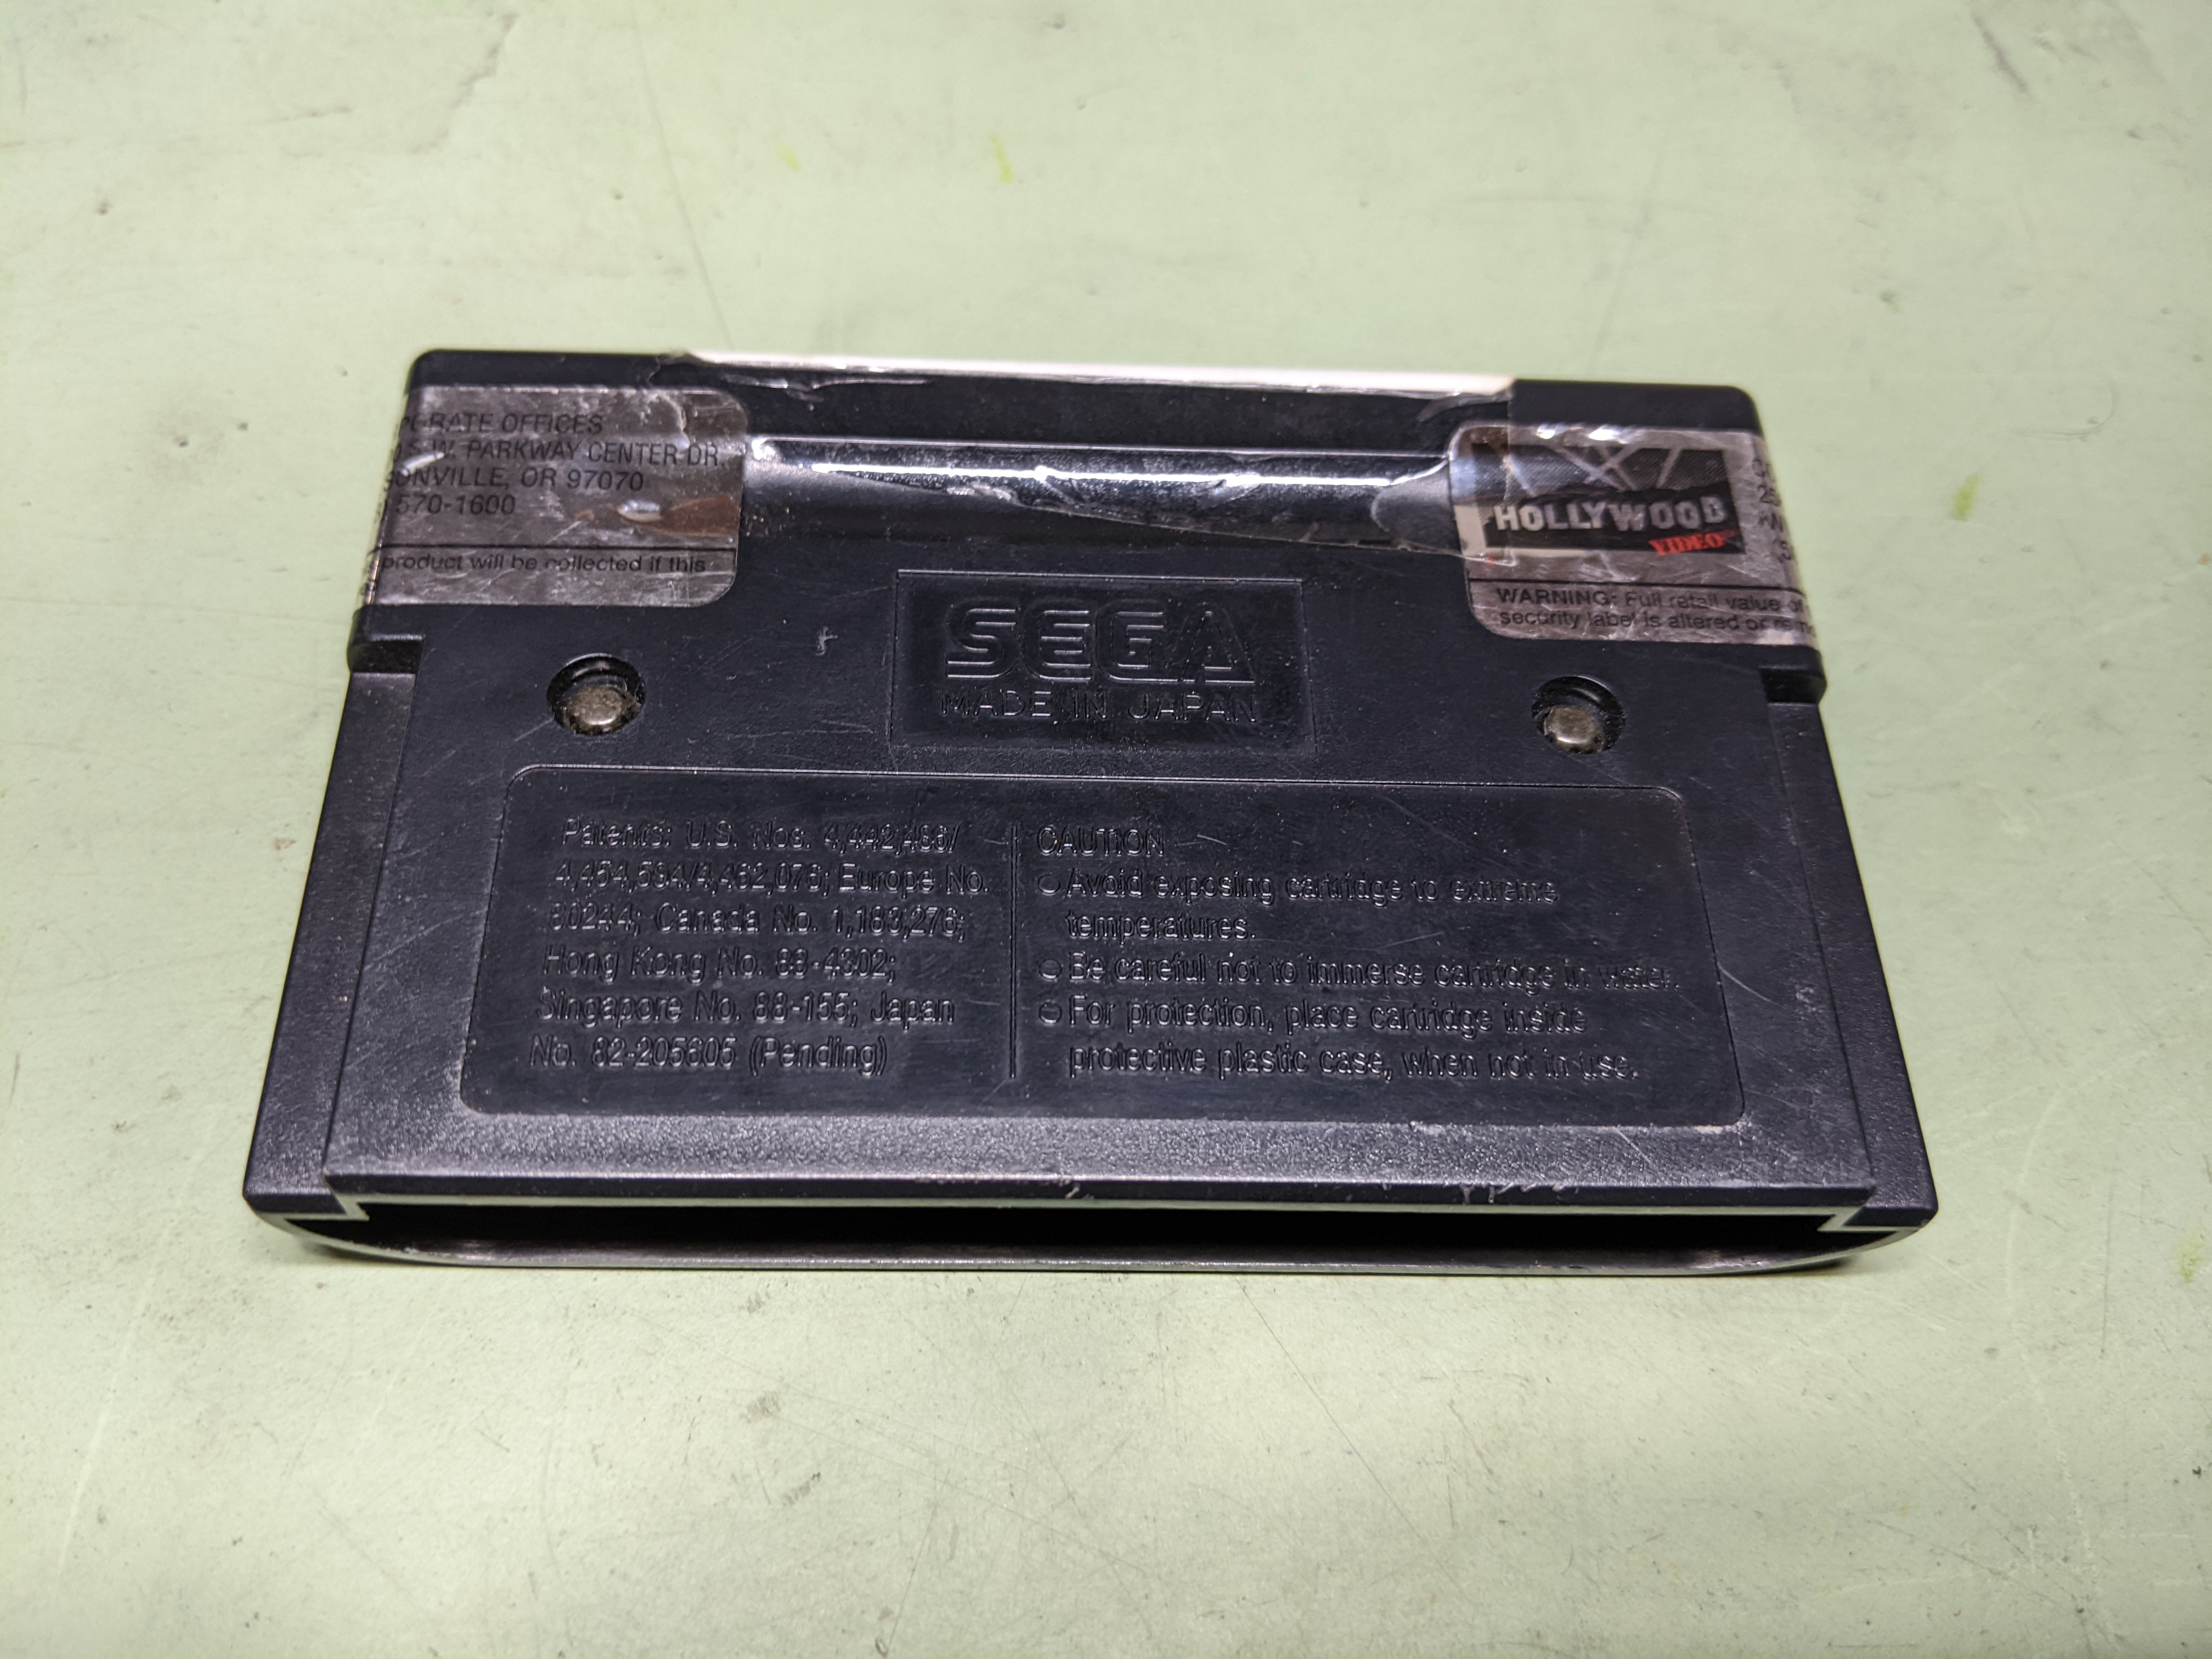 RATE OFFICES
S.W. PARKWAY CENTER DR
ONVILLE, OR 97070
570-1600
product will be collected if this
HOLLYWOOD
VIDEO
WARNING: Full retail value of
security label is altered or
SEGA
MADE IN JAPAN
Patents: U.S. Nos. 4,442,486/
4,454,594/4,462,076; Europe No.
80244; Canada No. 1,183,276;
Hong Kong No. 88-4302;
Singapore No. 88-155; Japan
No. 82-205605 (Pending)
CAUTION
Avoid exposing cartridge to extreme
temperatures.
Be careful not to immerse cartridge in water.
For protection, place cartridge inside
protective plastic case, when not in use.